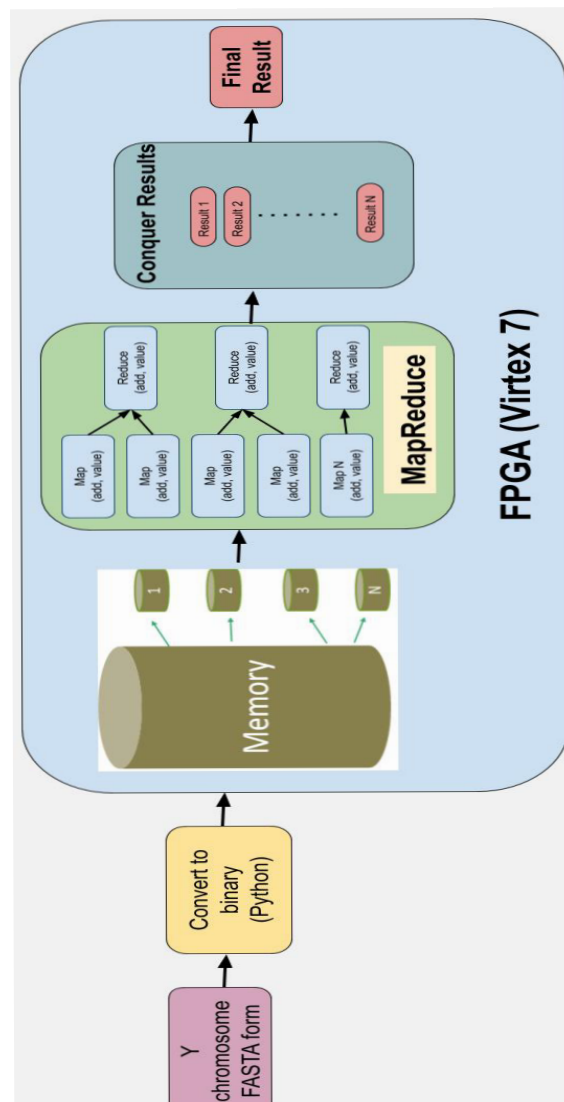 Y
chromosome
FASTA form
Convert to
binary
(Python)
Memory
1
2
3
N
Map
(add, value)
Map
(add, value)
Map
(add, value)
Map
(add, value)
Map N
(add, value)
Reduce
(add, value)
Reduce
(add, value)
Reduce
(add, value)
MapReduce
Conquer Results
Result 1
Result 2
. . . . . . . .
Result N
Final
Result
FPGA (Virtex 7)